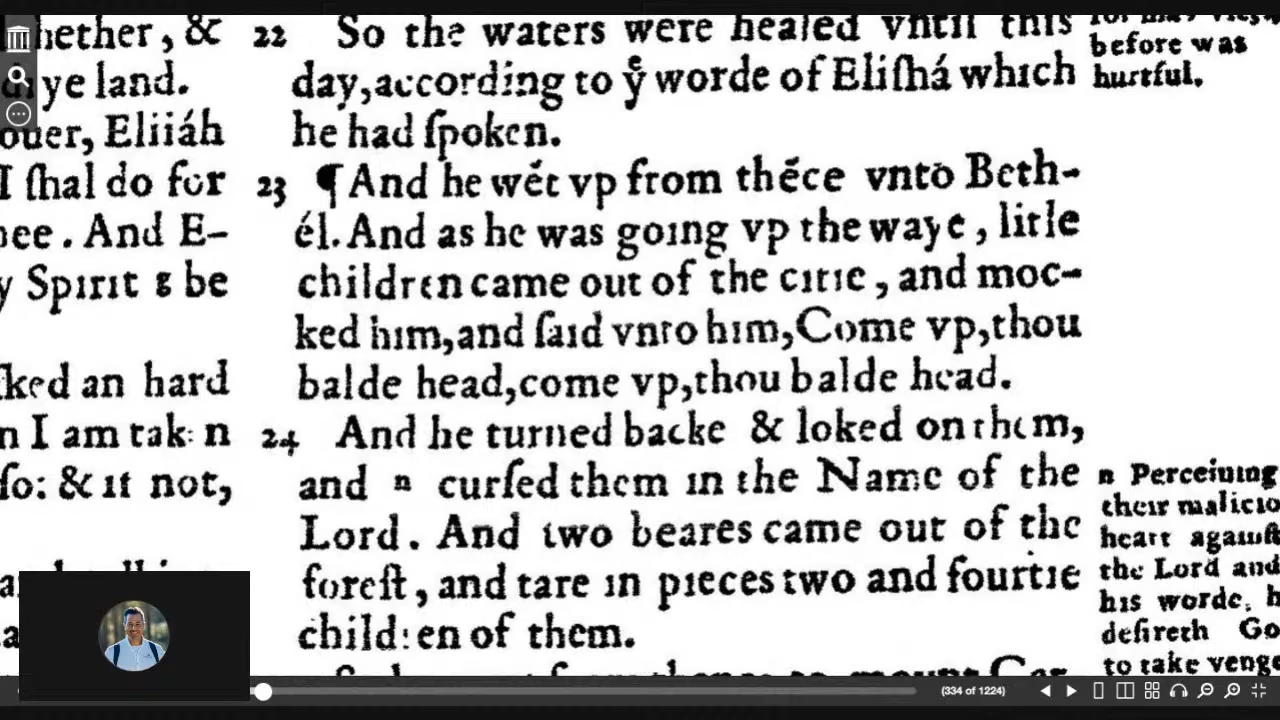 hether, &
ye land.
ouer, Eliiáh
I ſhal do for
hee. And E-
y Spirit g be
ſked an hard
n I am tak n
ſo: & if not,
22 So the waters were healed vntil this
day, according to yͤ worde of Eliſhá which
he had ſpoken.
23 ¶ And he wēt vp from thēce vnto Beth-
él. And as he was going vp the waye, litle
children came out of the citie, and moc-
ked him, and ſaid vnto him, Come vp, thou
balde head, come vp, thou balde head.
24 And he turned backe & loked on them,
and n curſed them in the Name of the
Lord. And two beares came out of the
foreſt, and tare in pieces two and fourtie
children of them.
before was
hurtful.
n Perceiuing
their malicio
heart againſt
the Lord and
his worde, h
deſireth Go
to take venge
(334 of 1224)